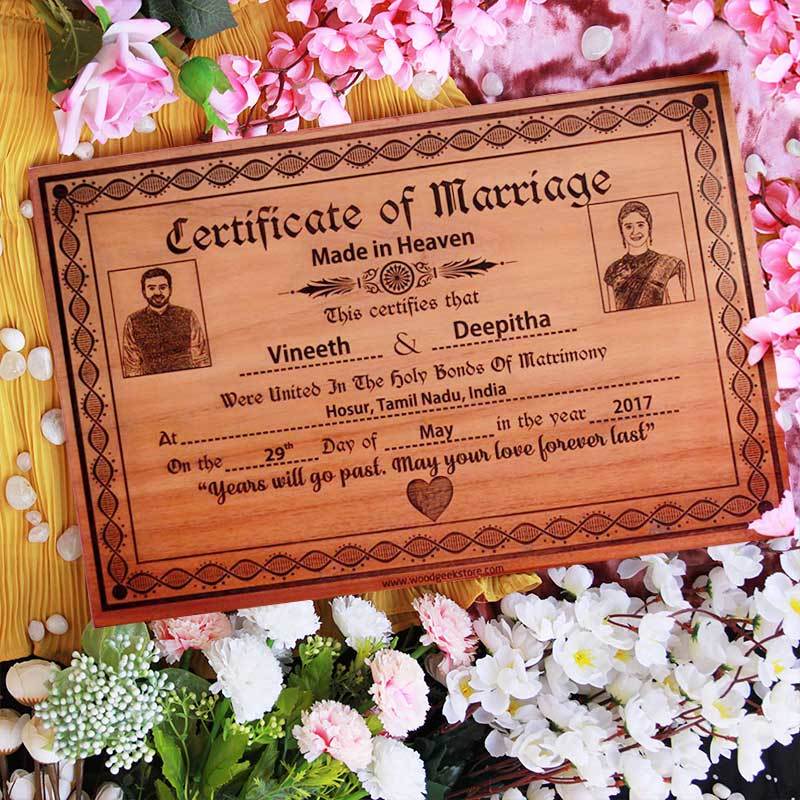 Certificate of Marriage
Made in Heaven
This certifies that
Vineeth & Deepitha
Were United In The Holy Bonds Of Matrimony
Hosur, Tamil Nadu, India
At
On the 29th Day of May in the year 2017
“Years will go past. May your love forever last”
www.woodgeekstore.com